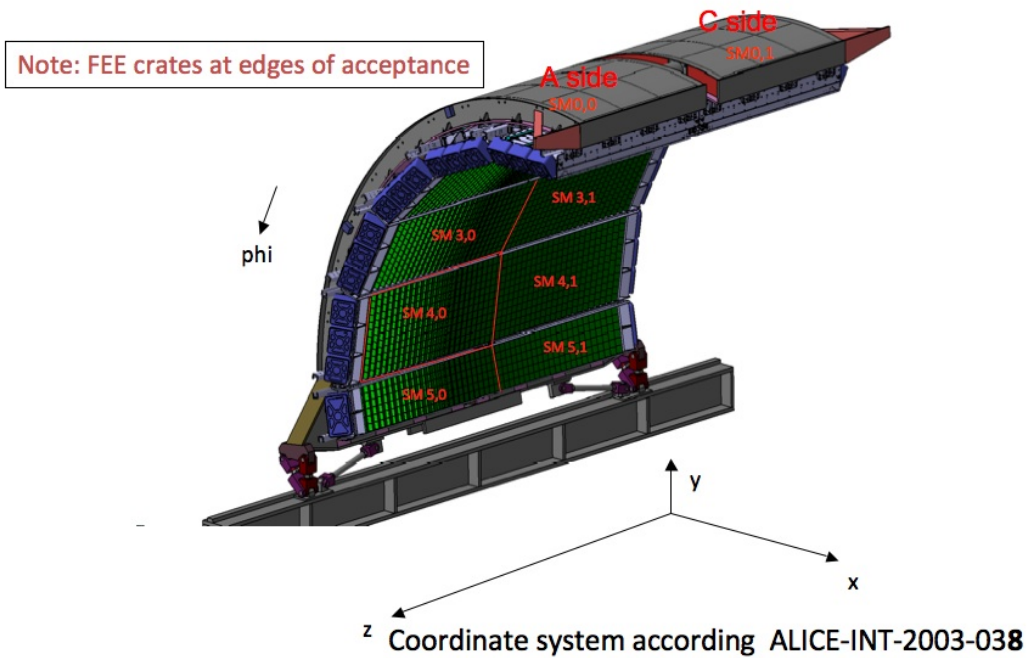 C side
SM0,1
Note: FEE crates at edges of acceptance
A side
SM0,0
SM 3,1
SM 3,0
phi
SM 4,1
SM 4,0
SM 5,1
SM 5,0
y
x
z
Coordinate system according ALICE-INT-2003-038